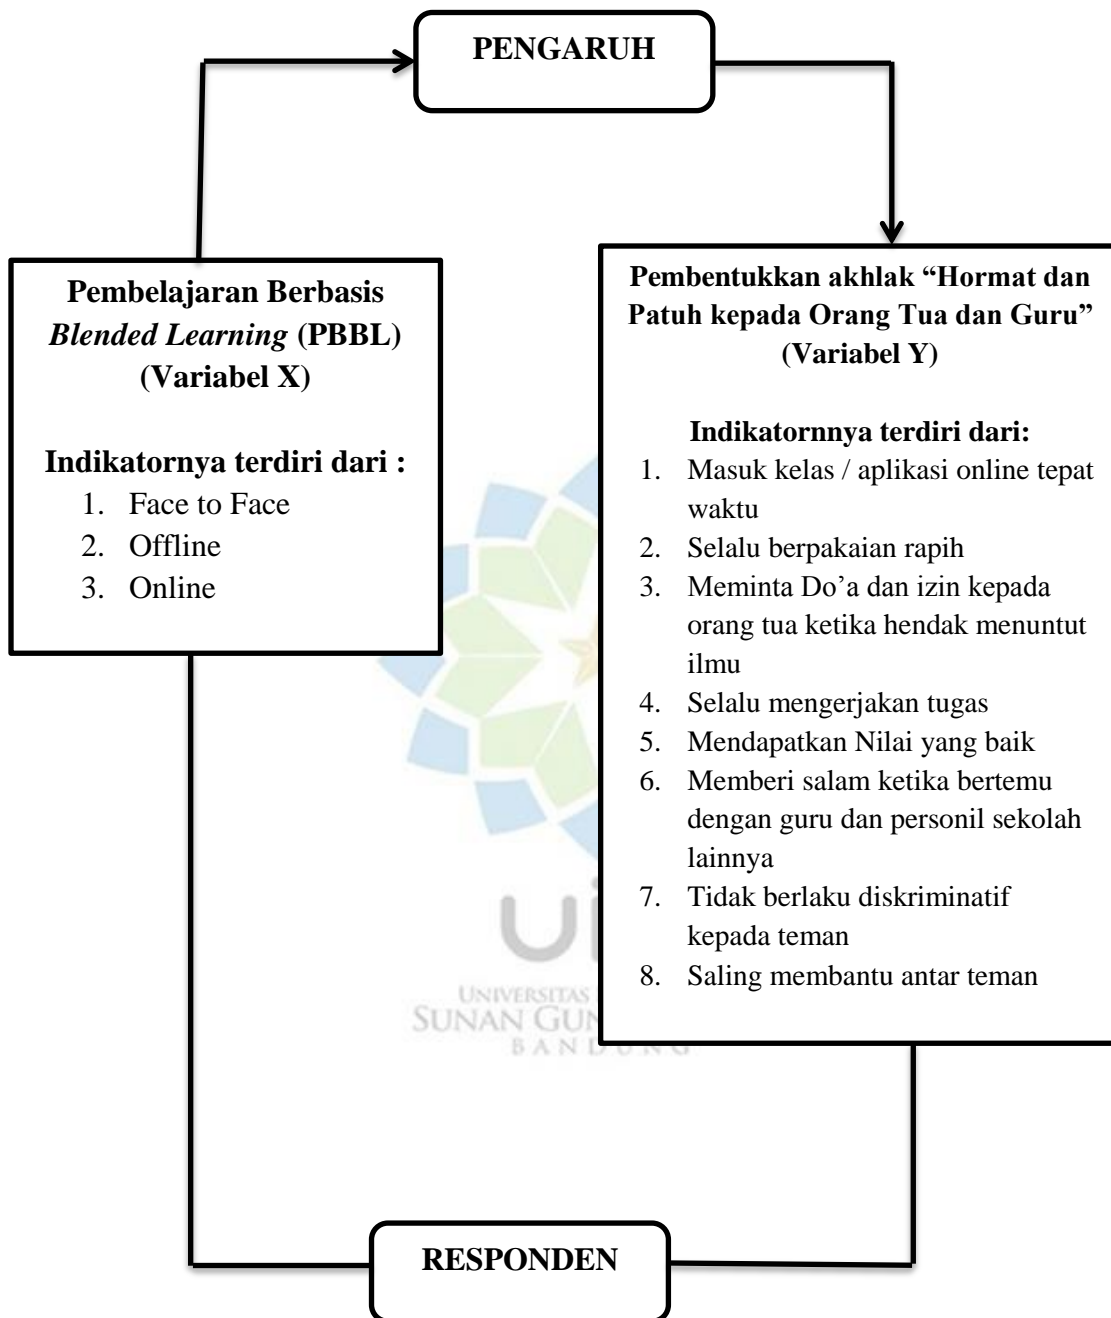 PENGARUH
Pembelajaran Berbasis
Blended Learning (PBBL)
(Variabel X)
Indikatornya terdiri dari :
1. Face to Face
2. Offline
3. Online
Pembentukkan akhlak “Hormat dan
Patuh kepada Orang Tua dan Guru”
(Variabel Y)
Indikatornnya terdiri dari:
1. Masuk kelas / aplikasi online tepat
waktu
2. Selalu berpakaian rapih
3. Meminta Do’a dan izin kepada
orang tua ketika hendak menuntut
ilmu
4. Selalu mengerjakan tugas
5. Mendapatkan Nilai yang baik
6. Memberi salam ketika bertemu
dengan guru dan personil sekolah
lainnya
7. Tidak berlaku diskriminatif
kepada teman
8. Saling membantu antar teman
UNIVERSITAS
SUNAN
BANDUNG
RESPONDEN